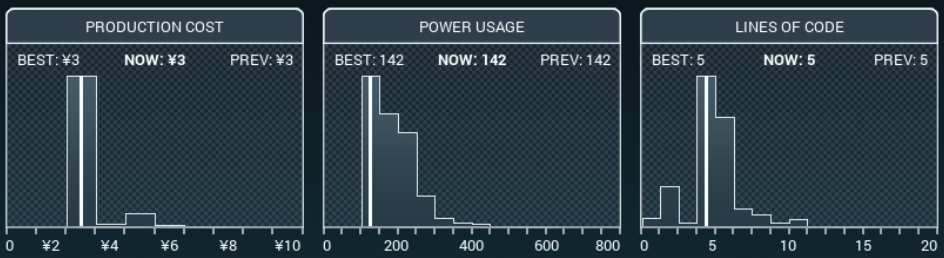 PRODUCTION COST
BEST: ¥3 NOW: ¥3 PREV: ¥3
0 ¥2 ¥4 ¥6 ¥8 ¥10
POWER USAGE
BEST: 142 NOW: 142 PREV: 142
0 200 400 600 800
LINES OF CODE
BEST: 5 NOW: 5 PREV: 5
0 5 10 15 20